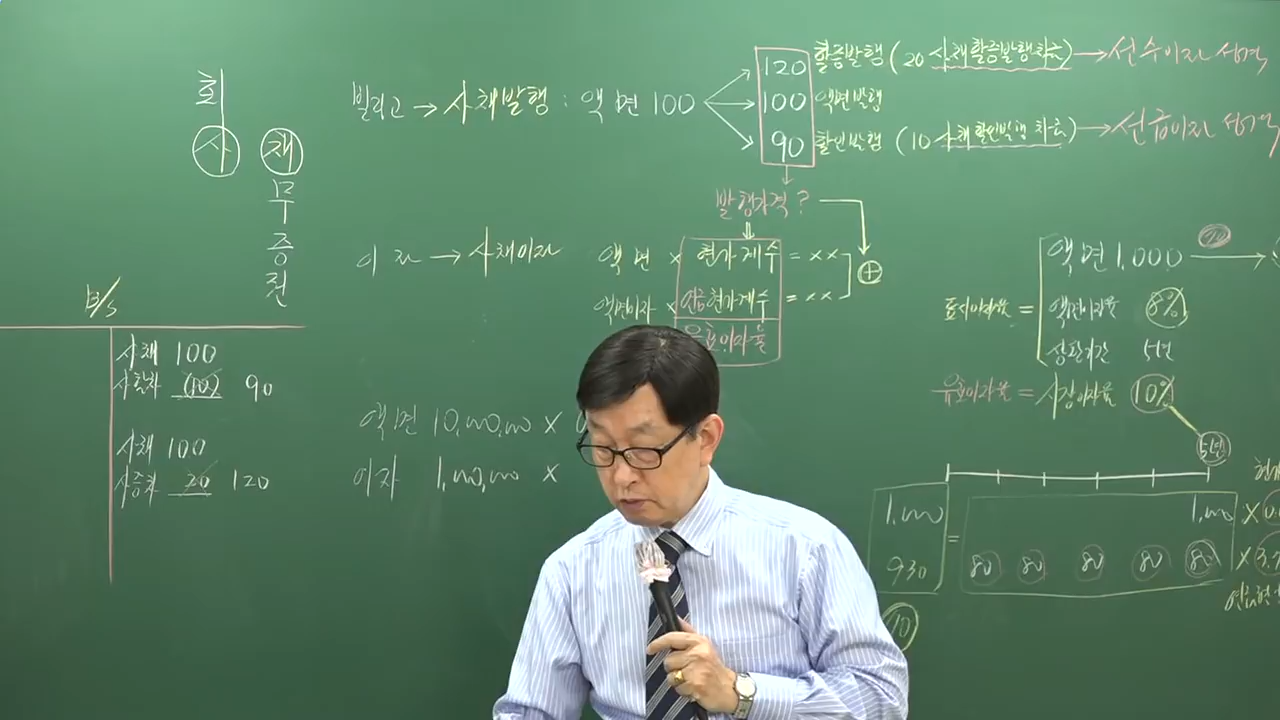 회
사 채
무
증
권
B/S
사채 100
사할차 (10) 90
사채 100
사증차 20 120
빌리고 → 사채발행 : 액면 100
120 할증발행 (20 사채할증발행차금) → 선수이자 성격
100 액면발행
90 할인발행 (10 사채할인발행차금) → 선급이자 성격
발행가격 ?
이자 → 사채이자
액면 × 현가계수 = ××
액면이자 × 연금현가계수 = ××
⊕
유효이자율
액면 10,000,000 × 0
이자 1,000,000 ×
액면 1,000 →
표시이자율 = 액면이자율 8%
상환기간 5년
유효이자율 = 시장이자율 10%
5년
1,000 = 1,000 ×
930 80 80 80 80 80 × 3.7
70